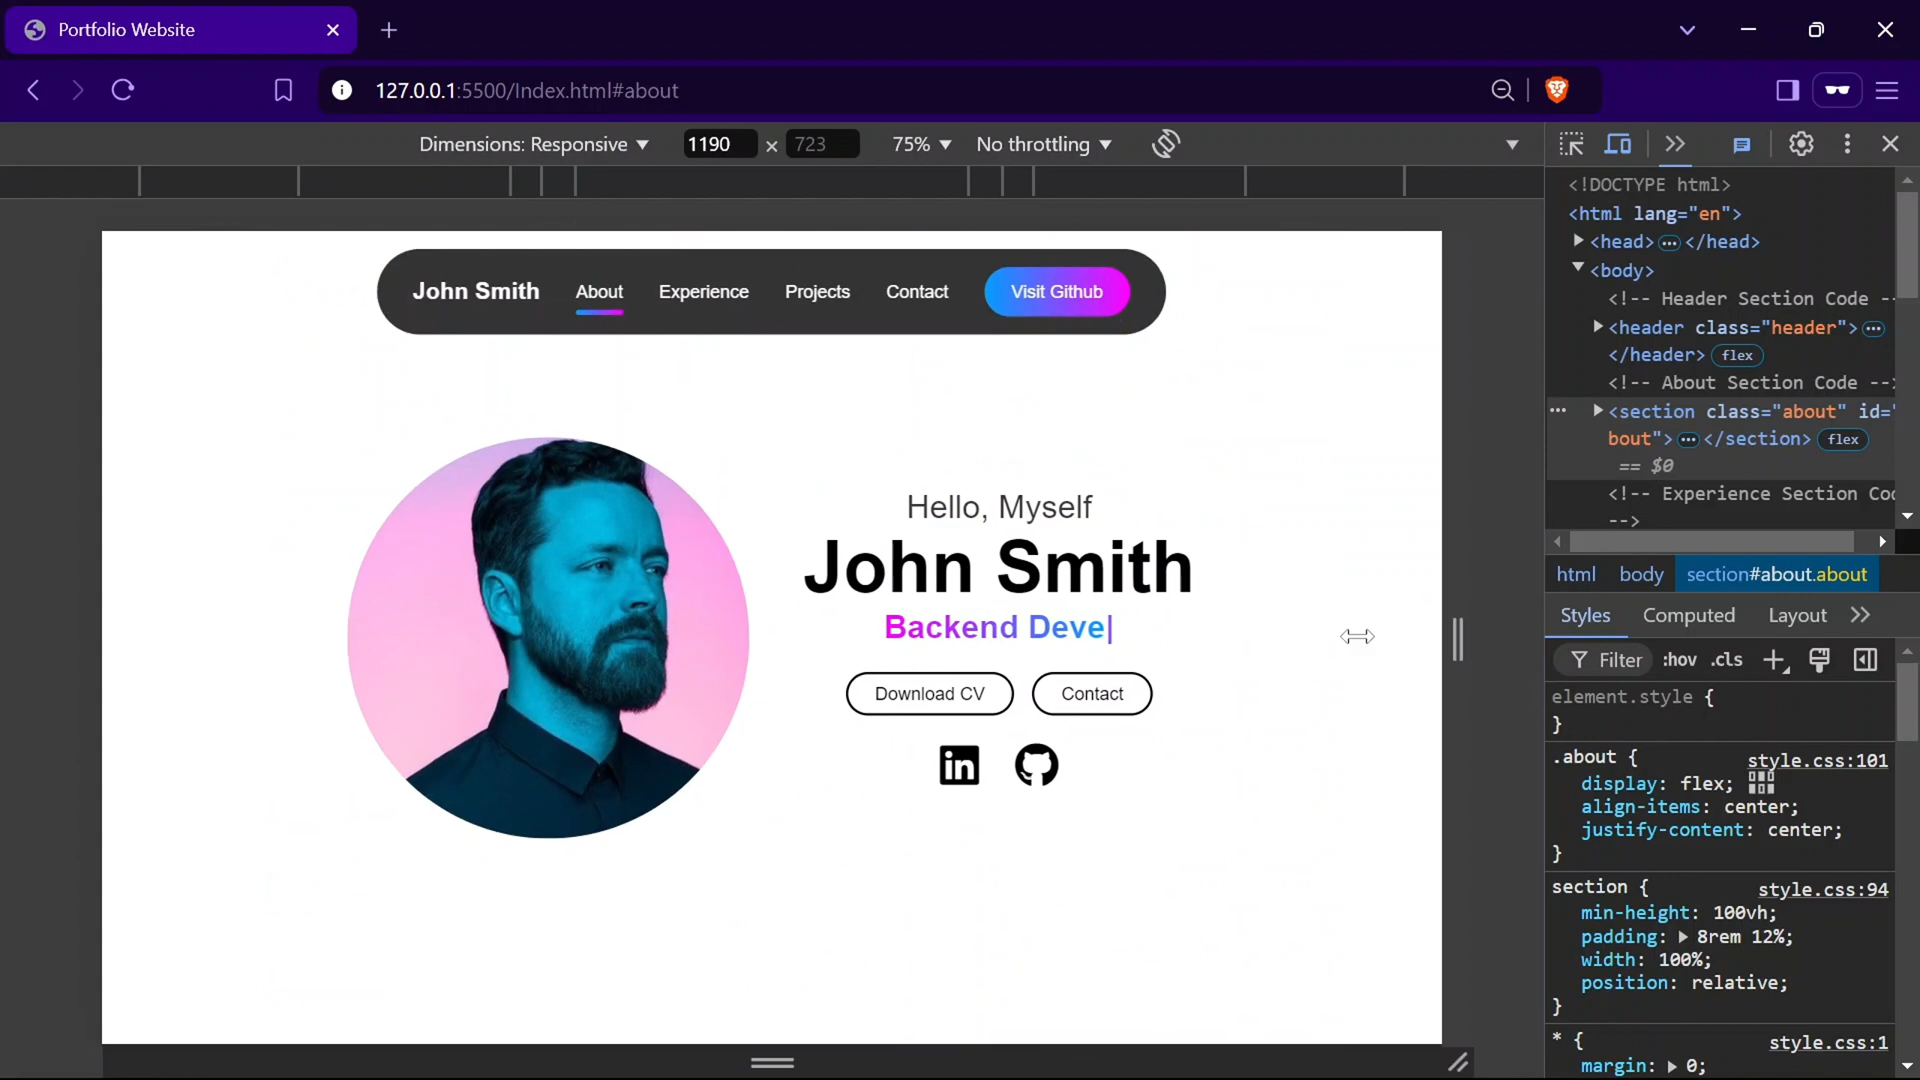 Portfolio Website
127.0.0.1:5500/Index.html#about
Dimensions: Responsive 1190 × 723 75% No throttling
John Smith About Experience Projects Contact Visit Github
Hello, Myself
John Smith
Backend Deve|
Download CV Contact
in
<!DOCTYPE html>
<html lang="en">
<head> ... </head>
<body>
<!-- Header Section Code -
<header class="header"> ...
</header> flex
<!-- About Section Code --
... <section class="about" id="
bout"> ... </section> flex
== $0
<!-- Experience Section Co
-->
html body section#about.about
Styles Computed Layout
Filter :hov .cls
element.style {
}
.about { style.css:101
display: flex;
align-items: center;
justify-content: center;
}
section { style.css:94
min-height: 100vh;
padding: 8rem 12%;
width: 100%;
position: relative;
}
* { style.css:1
margin: 0;